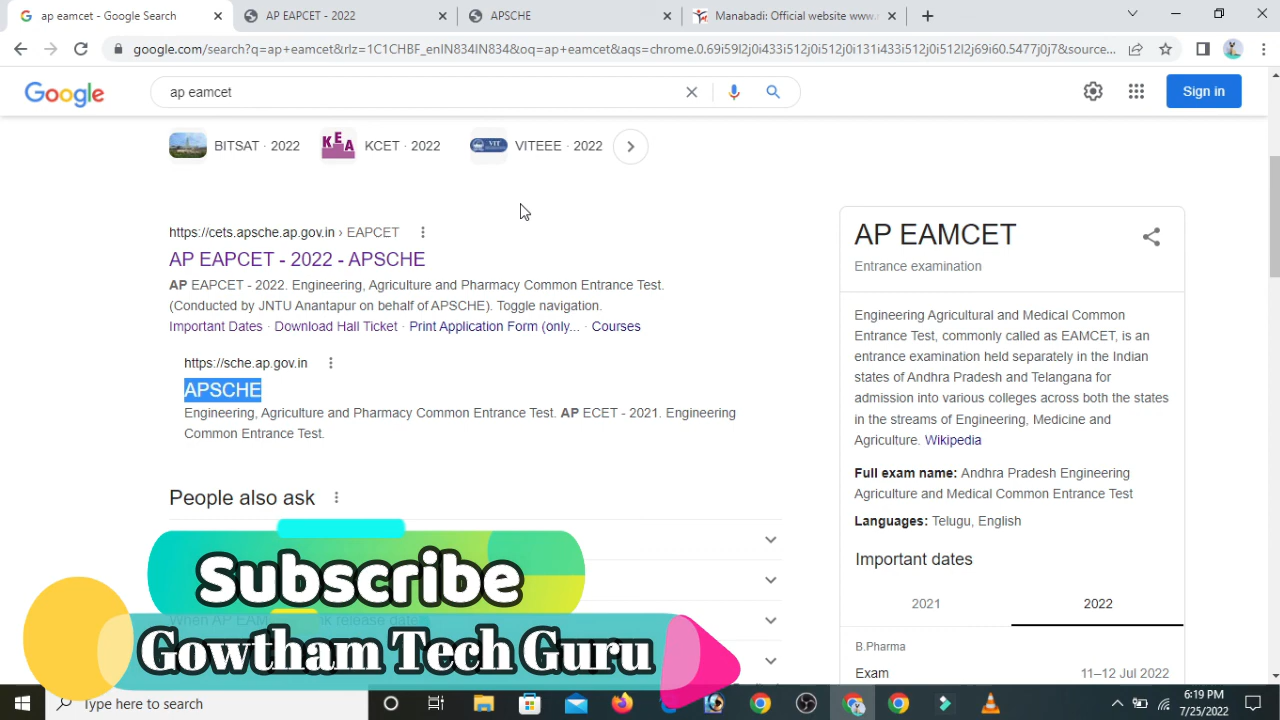 ap eamcet - Google Search
AP EAPCET - 2022
APSCHE
Manabadi: Official website www.
google.com/search?q=ap+eamcet&rlz=1C1CHBF_enIN834IN834&oq=ap+eamcet&aqs=chrome.0.69i59l2j0i433i512j0i512j0i131i433i512j0i512l2j69i60.5477j0j7&source...
Google
ap eamcet
Sign in
BITSAT · 2022
KEA
KCET · 2022
VIT
VITEEE · 2022
https://cets.apsche.ap.gov.in › EAPCET
AP EAPCET - 2022 - APSCHE
AP EAPCET - 2022. Engineering, Agriculture and Pharmacy Common Entrance Test.
(Conducted by JNTU Anantapur on behalf of APSCHE). Toggle navigation.
Important Dates · Download Hall Ticket · Print Application Form (only... · Courses
https://sche.ap.gov.in
APSCHE
Engineering, Agriculture and Pharmacy Common Entrance Test. AP ECET - 2021. Engineering
Common Entrance Test.
People also ask
Subscribe
Gowtham Tech Guru
AP EAMCET
Entrance examination
Engineering Agricultural and Medical Common
Entrance Test, commonly called as EAMCET, is an
entrance examination held separately in the Indian
states of Andhra Pradesh and Telangana for
admission into various colleges across both the states
in the streams of Engineering, Medicine and
Agriculture. Wikipedia
Full exam name: Andhra Pradesh Engineering
Agriculture and Medical Common Entrance Test
Languages: Telugu, English
Important dates
2021
2022
B.Pharma
Exam
11–12 Jul 2022
Type here to search
6:19 PM
7/25/2022